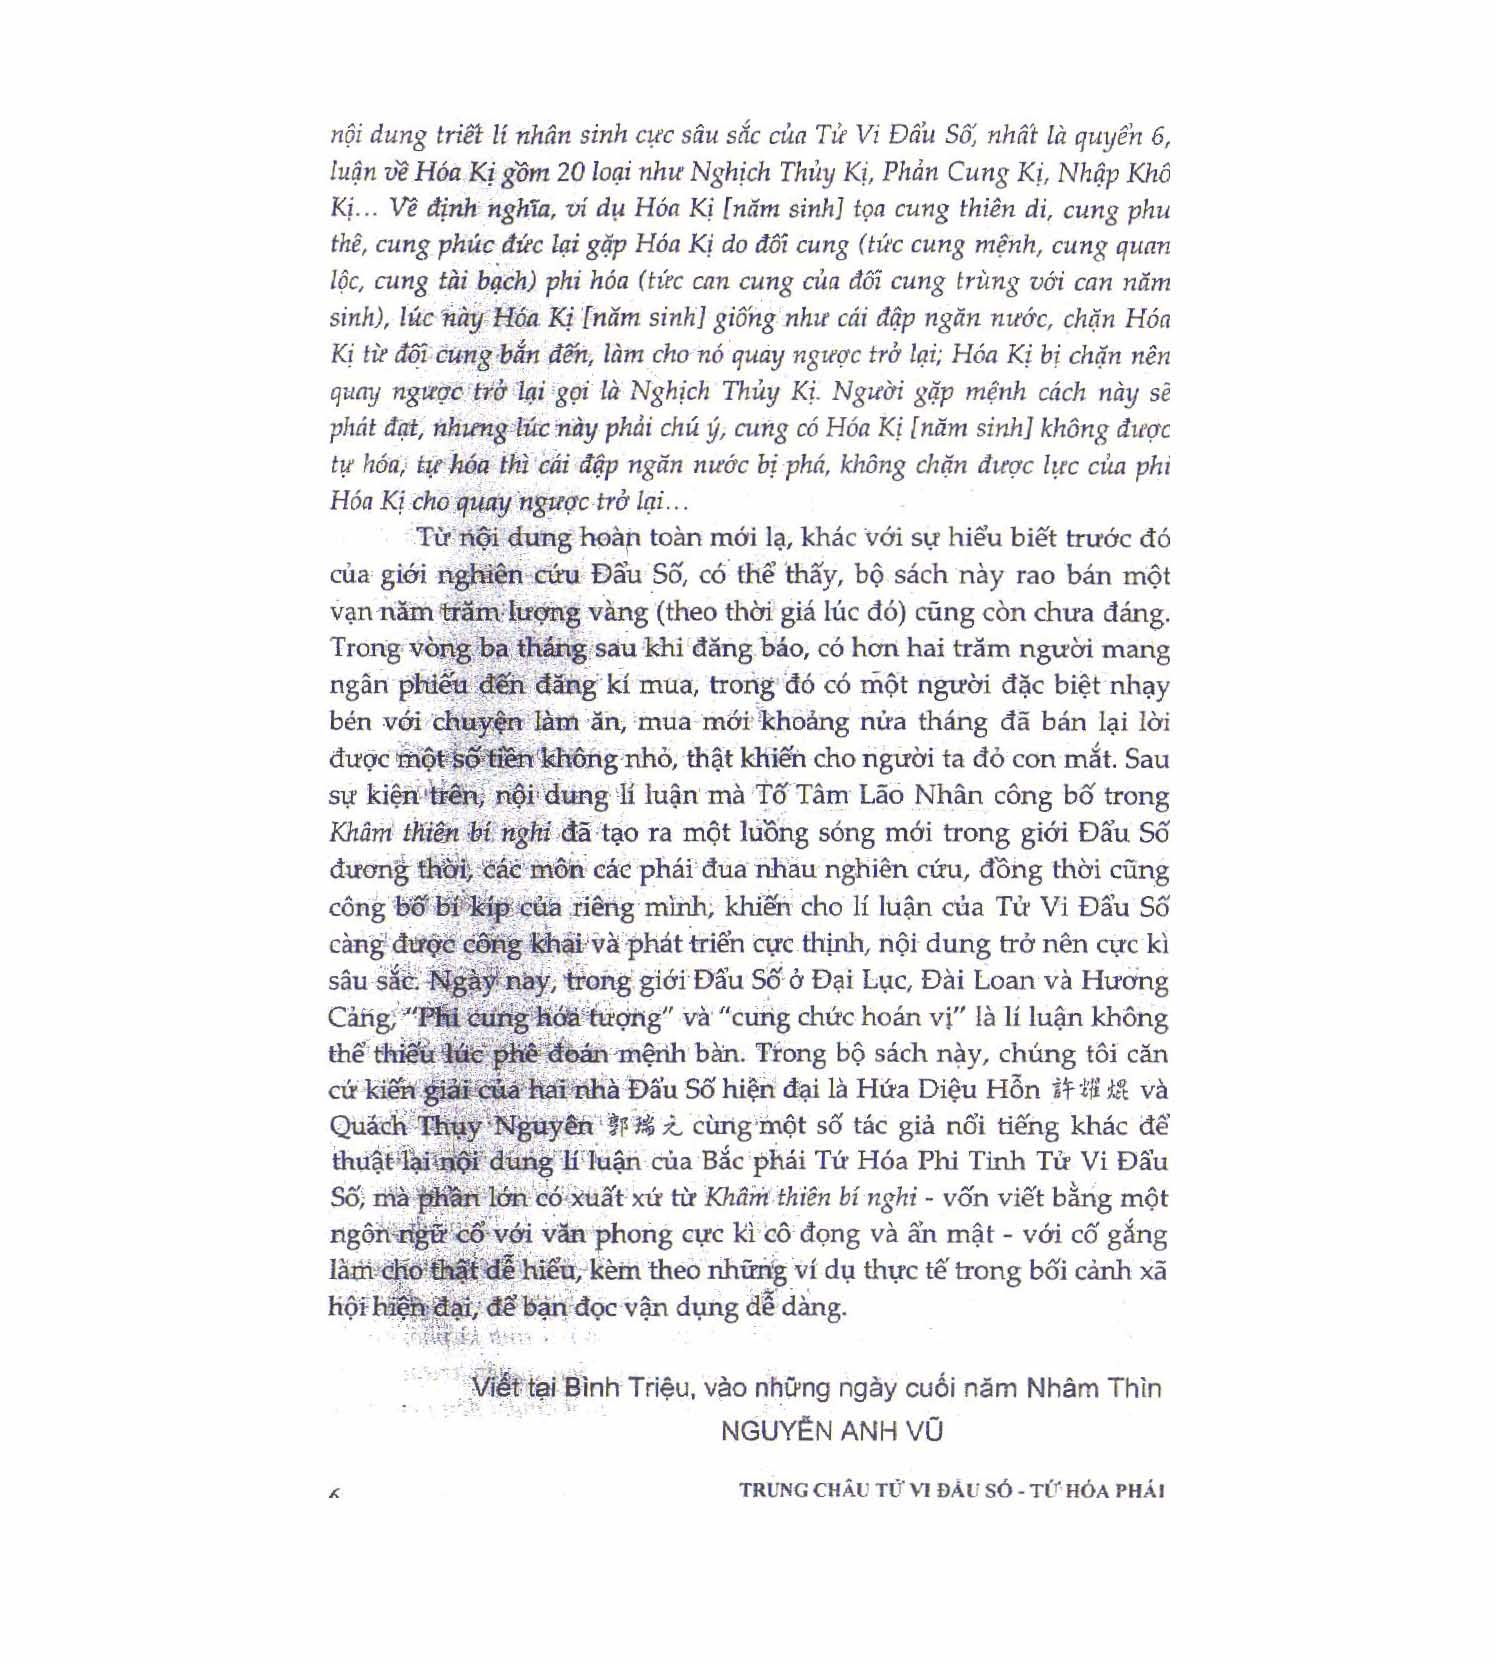 nội dung triết lí nhân sinh cực sâu sắc của Tử Vi Đẩu Số, nhất là quyển 6,
luận về Hóa Kị gồm 20 loại như Nghịch Thủy Kị, Phản Cung Kị, Nhập Khố
Kị... Về định nghĩa, ví dụ Hóa Kị [năm sinh] tọa cung thiên di, cung phu
thê, cung phúc đức lại gặp Hóa Kị do đối cung (tức cung mệnh, cung quan
lộc, cung tài bạch) phi hóa (tức can cung của đối cung trùng với can năm
sinh), lúc này Hóa Kị [năm sinh] giống như cái đập ngăn nước, chặn Hóa
Kị từ đối cung bắn đến, làm cho nó quay ngược trở lại; Hóa Kị bị chặn nên
quay ngược trở lại gọi là Nghịch Thủy Kị. Người gặp mệnh cách này sẽ
phát đạt, nhưng lúc này phải chú ý, cung có Hóa Kị [năm sinh] không được
tự hóa, tự hóa thì cái đập ngăn nước bị phá, không chặn được lực của phi
Hóa Kị cho quay ngược trở lại...
Từ nội dung hoàn toàn mới lạ, khác với sự hiểu biết trước đó
của giới nghiên cứu Đẩu Số, có thể thấy, bộ sách này rao bán một
vạn năm trăm lượng vàng (theo thời giá lúc đó) cũng còn chưa đáng.
Trong vòng ba tháng sau khi đăng báo, có hơn hai trăm người mang
ngân phiếu đến đăng kí mua, trong đó có một người đặc biệt nhạy
bén với chuyện làm ăn, mua mới khoảng nửa tháng đã bán lại lời
được một số tiền không nhỏ, thật khiến cho người ta đỏ con mắt. Sau
sự kiện trên, nội dung lí luận mà Tố Tâm Lão Nhân công bố trong
Khâm thiên bí nghi đã tạo ra một luồng sóng mới trong giới Đẩu Số
đương thời, các môn các phái đua nhau nghiên cứu, đồng thời cũng
công bố bí kíp của riêng mình, khiến cho lí luận của Tử Vi Đẩu Số
càng được công khai và phát triển cực thịnh, nội dung trở nên cực kì
sâu sắc. Ngày nay, trong giới Đẩu Số ở Đại Lục, Đài Loan và Hương
Cảng, "Phi cung hóa tượng" và "cung chức hoán vị" là lí luận không
thể thiếu lúc phê đoán mệnh bàn. Trong bộ sách này, chúng tôi căn
cứ kiến giải của hai nhà Đẩu Số hiện đại là Hứa Diệu Hỗn 許耀焜 và
Quách Thụy Nguyên 郭瑞元 cùng một số tác giả nổi tiếng khác để
thuật lại nội dung lí luận của Bắc phái Tứ Hóa Phi Tinh Tử Vi Đẩu
Số, mà phần lớn có xuất xứ từ Khâm thiên bí nghi - vốn viết bằng một
ngôn ngữ cổ với văn phong cực kì cô đọng và ẩn mật - với cố gắng
làm cho thật dễ hiểu, kèm theo những ví dụ thực tế trong bối cảnh xã
hội hiện đại, để bạn đọc vận dụng dễ dàng.
Viết tại Bình Triệu, vào những ngày cuối năm Nhâm Thìn
NGUYỄN ANH VŨ
6 TRUNG CHÂU TỬ VI ĐẨU SỐ - TỨ HÓA PHÁI